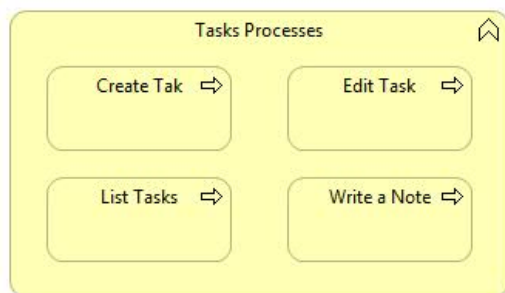 Tasks Processes
Create Tak
Edit Task
List Tasks
Write a Note